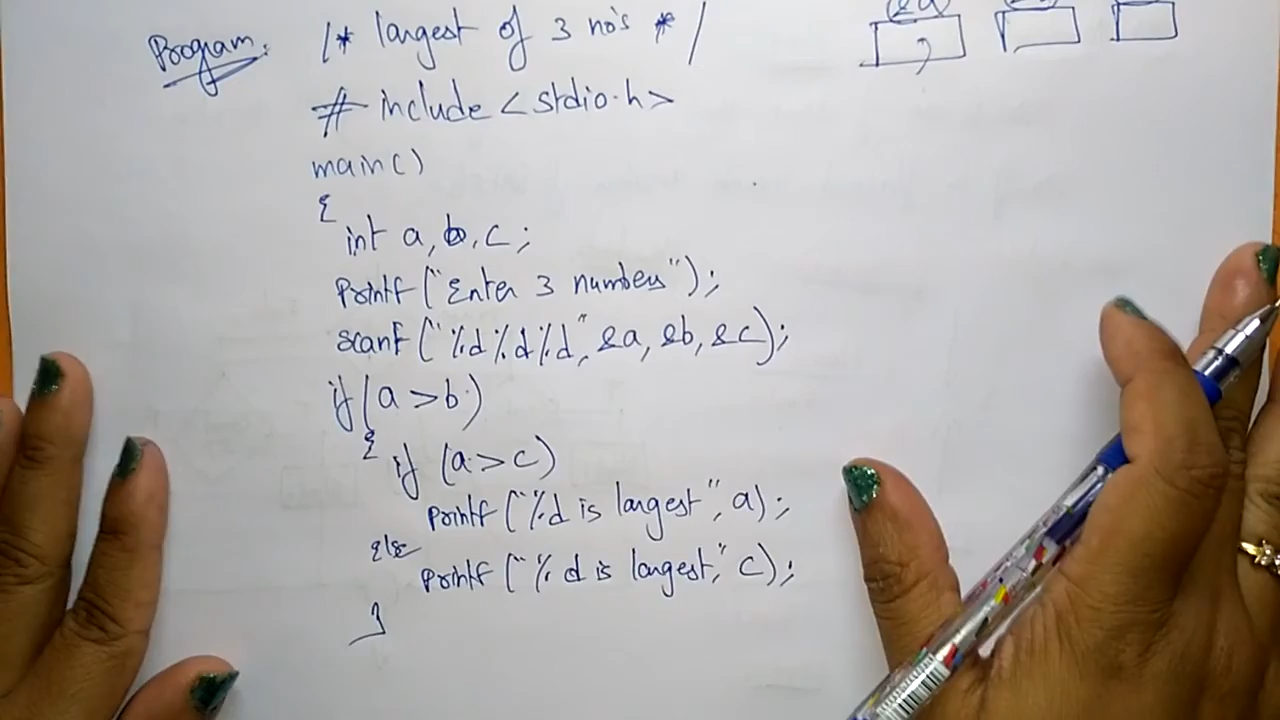 Program: /* largest of 3 no's */
# include <stdio.h>
main()
{
int a, b, c;
printf("Enter 3 numbers");
scanf("%d%d%d", &a, &b, &c);
if(a>b)
{ if (a>c)
printf("%d is largest", a);
else
printf("%d is largest", c);
}